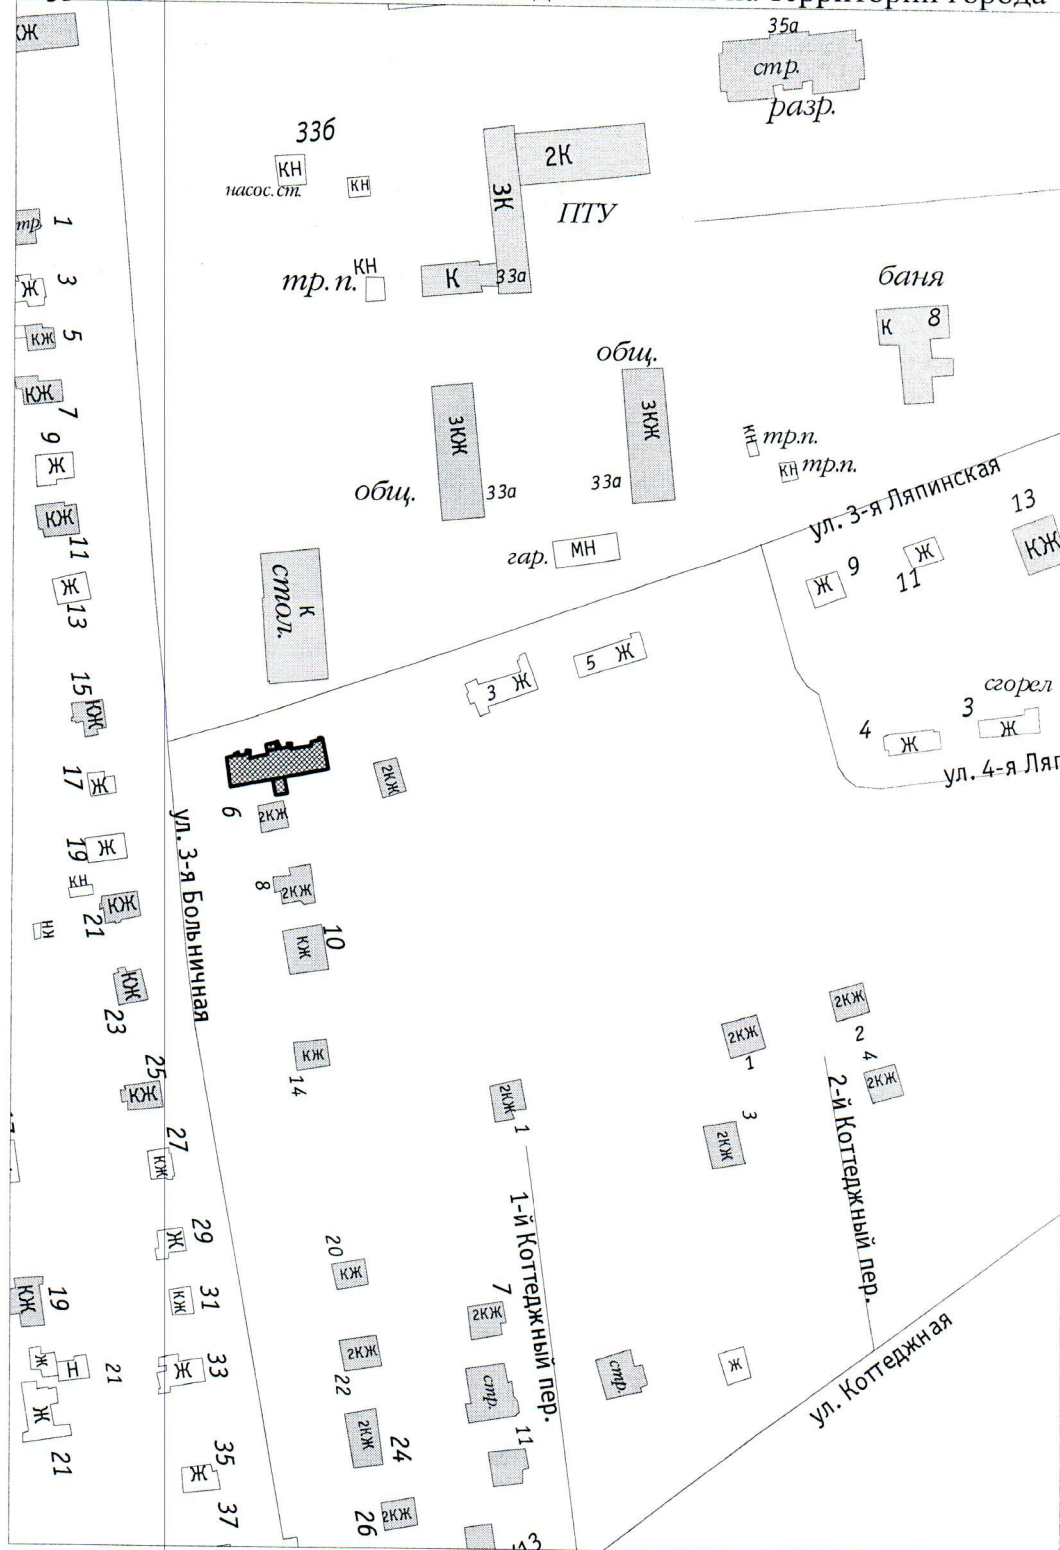 территории города
КЖ
35а
стр.
разр.
33б
КН
насос.ст.
КН
2К
3К
ПТУ
тр.п.
КН
К
33а
баня
К
8
1
3
Ж
5
КЖ
7
КЖ
9
Ж
11
КЖ
13
Ж
общ.
3КЖ
33а
общ.
3КЖ
33а
КН
тр.п.
КН
тр.п.
гар.
МН
ул. 3-я Ляпинская
9
Ж
11
Ж
13
КЖ
стол.
К
3
Ж
5
Ж
сгорел
3
Ж
4
Ж
15
КЖ
17
Ж
19
Ж
КН
21
КЖ
КН
23
КЖ
25
КЖ
27
КЖ
29
Ж
31
КЖ
33
Ж
35
Ж
37
ул. 3-я Больничная
6
2КЖ
2КЖ
8
2КЖ
10
КЖ
14
КЖ
20
КЖ
22
2КЖ
24
2КЖ
26
2КЖ
2КЖ
1
1-й Коттеджный пер.
7
2КЖ
стр.
11
2КЖ
1
2КЖ
2
4
2КЖ
3
2КЖ
2-й Коттеджный пер.
стр.
Ж
ул. Коттеджная
19
КЖ
Ж
Н
21
Ж
21